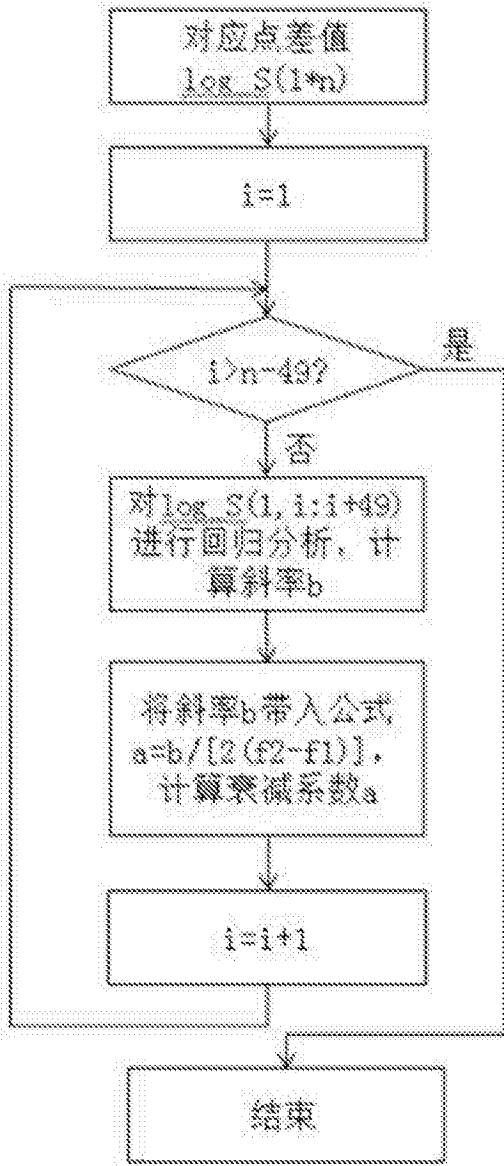 对应点差值
log_S(1*n)
i=1
i>n-49?
是
否
对log_S(1,i:i+49)
进行回归分析，计
算斜率b
将斜率b带入公式
a=b/[2(f2-f1)]，
计算衰减系数a
i=i+1
结束